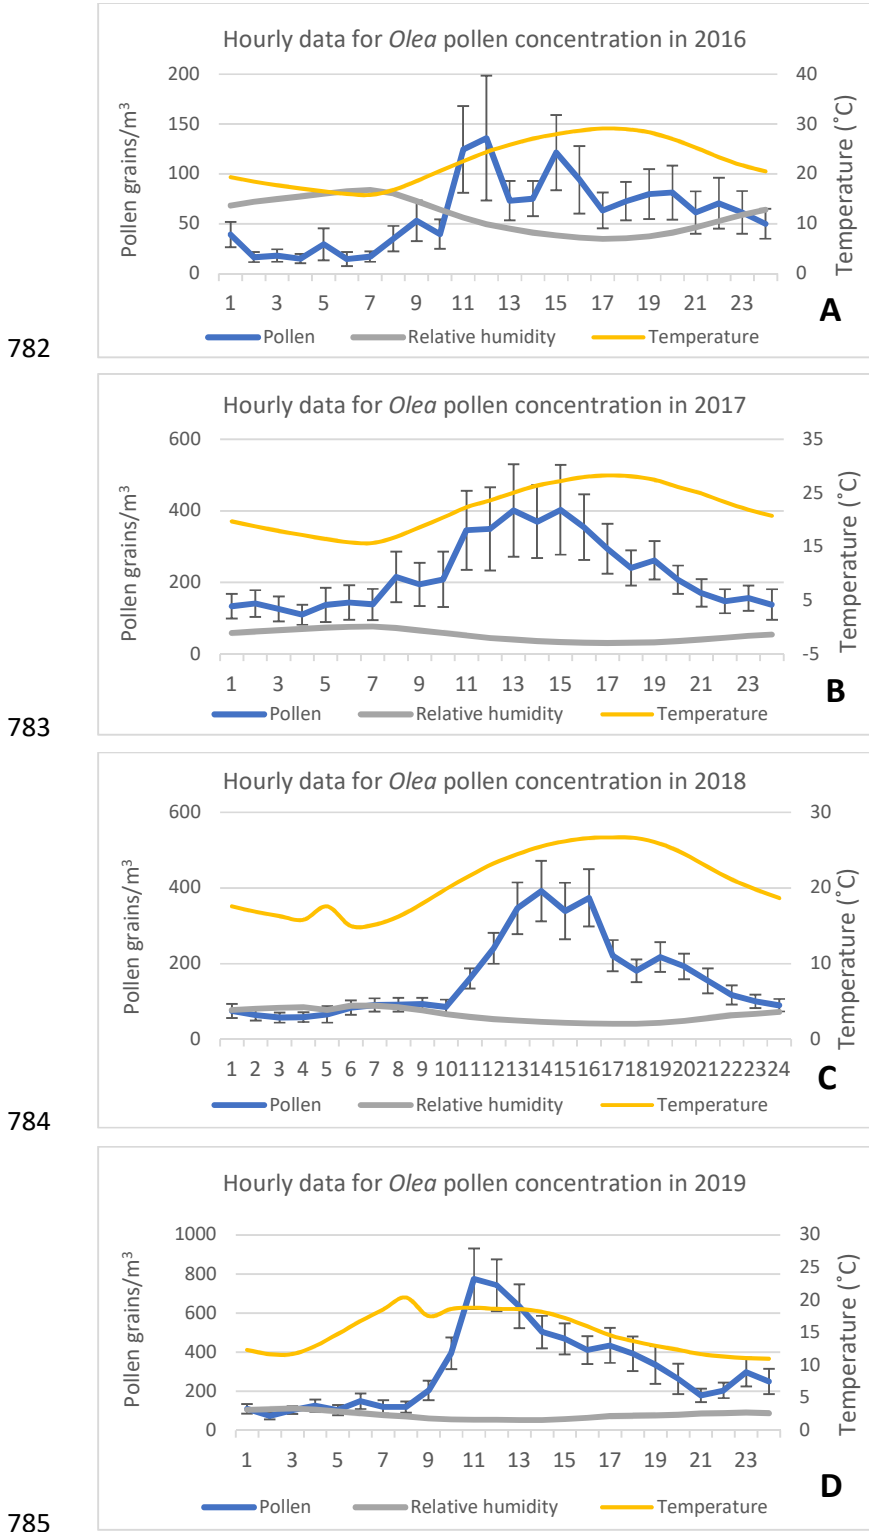 Hourly data for Olea pollen concentration in 2016
Pollen grains/m³
Temperature (˚C)
200 40
150 30
100 20
50 10
0 0
1 3 5 7 9 11 13 15 17 19 21 23
A
Pollen Relative humidity Temperature
782
Hourly data for Olea pollen concentration in 2017
Pollen grains/m³
Temperature (˚C)
600 35
25
400
15
200
5
0 -5
1 3 5 7 9 11 13 15 17 19 21 23
B
Pollen Relative humidity Temperature
783
Hourly data for Olea pollen concentration in 2018
Pollen grains/m³
Temperature (˚C)
600 30
400 20
200 10
0 0
1 2 3 4 5 6 7 8 9 10 11 12 13 14 15 16 17 18 19 20 21 22 23 24
C
Pollen Relative humidity Temperature
784
Hourly data for Olea pollen concentration in 2019
Pollen grains/m³
Temperature (˚C)
1000 30
25
800
20
600
15
400
10
200
5
0 0
1 3 5 7 9 11 13 15 17 19 21 23
D
Pollen Relative humidity Temperature
785